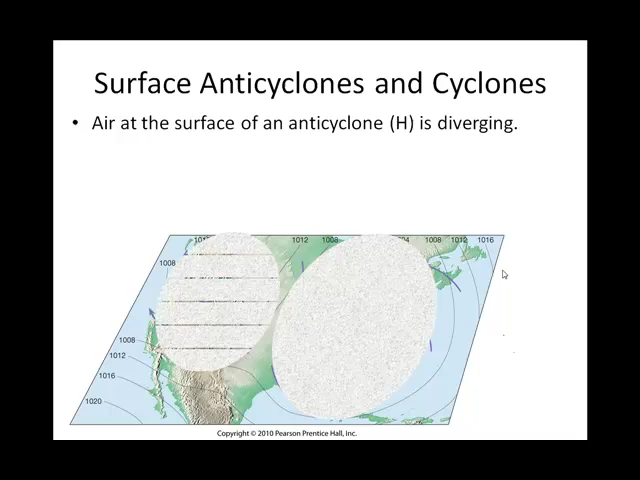 Surface Anticyclones and Cyclones
• Air at the surface of an anticyclone (H) is diverging.
1012 1008 1008 1012 1016
1008
1008
1012
1016
1020
Copyright © 2010 Pearson Prentice Hall, Inc.